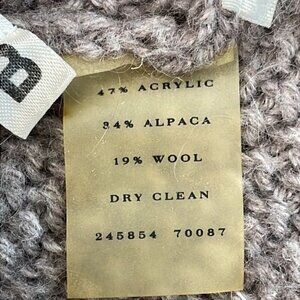 B
47% ACRYLIC
34% ALPACA
19% WOOL
DRY CLEAN
245854 70087